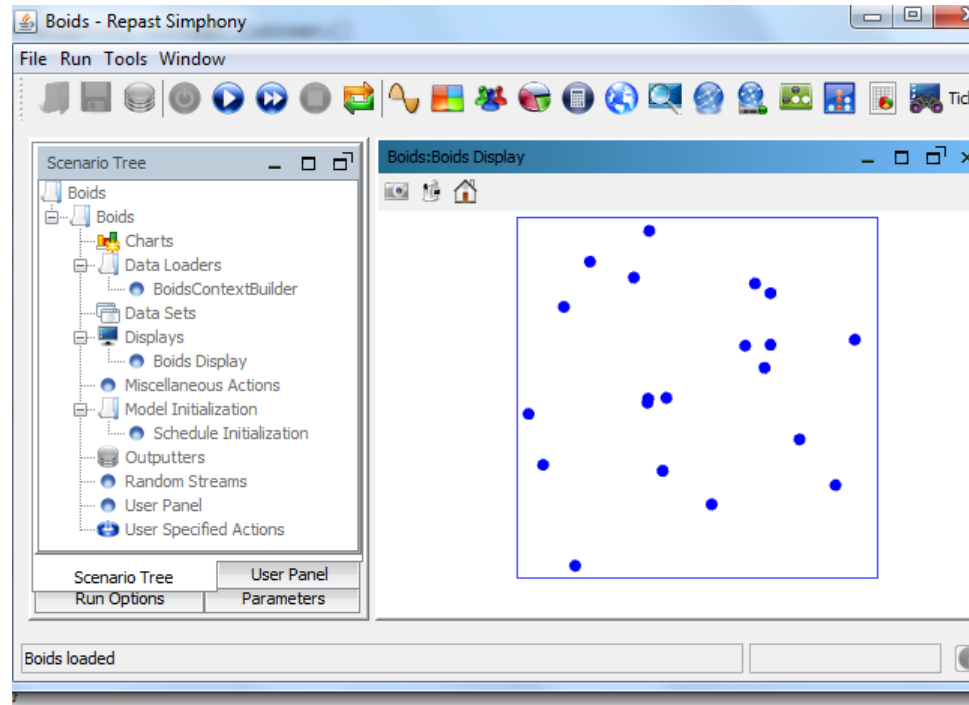 Boids - Repast Simphony
File Run Tools Window
Tick
Scenario Tree
Boids
Boids
Charts
Data Loaders
BoidsContextBuilder
Data Sets
Displays
Boids Display
Miscellaneous Actions
Model Initialization
Schedule Initialization
Outputters
Random Streams
User Panel
User Specified Actions
Scenario Tree User Panel
Run Options Parameters
Boids:Boids Display
Boids loaded